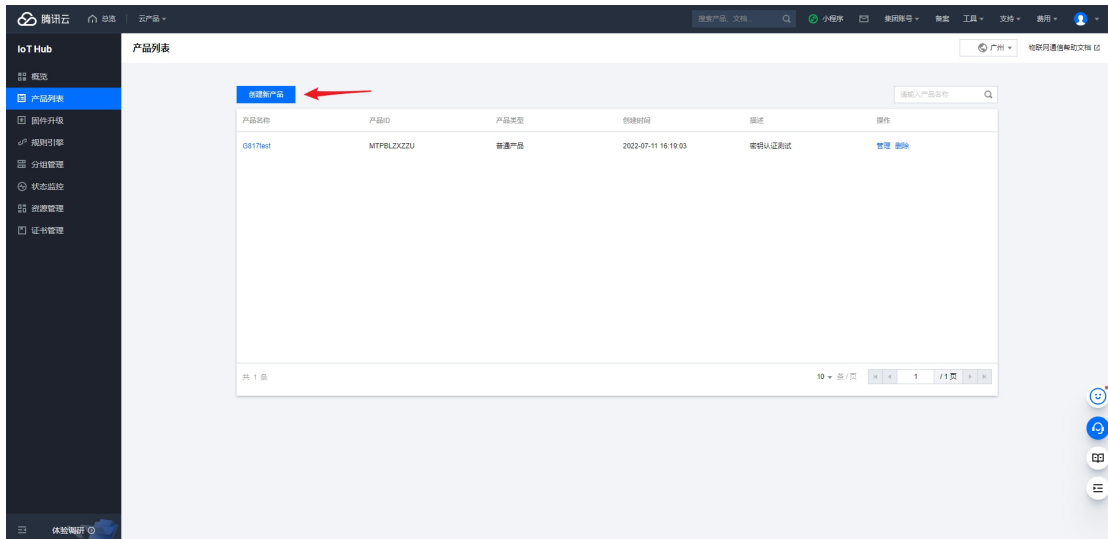 腾讯云 总览 云产品 搜索产品、文档... 小程序 集团账号 备案 工具 支持 费用
IoT Hub 产品列表 广州 物联网通信帮助文档
概览
产品列表
固件升级
规则引擎
分组管理
状态监控
资源管理
证书管理
创建新产品 请输入产品名称
产品名称 产品ID 产品类型 创建时间 描述 操作
G817test MTPBLZXZZU 普通产品 2022-07-11 16:19:03 密钥认证测试 管理 删除
共 1 条 10 条/页 1 / 1 页
体验调研